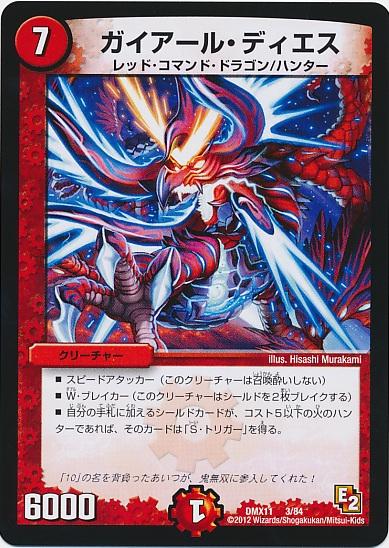 7
ガイアール・ディエス
レッド・コマンド・ドラゴン/ハンター
illus. Hisashi Murakami
クリーチャー
■ スピードアタッカー（このクリーチャーは召喚酔いしない）
■ W・ブレイカー（このクリーチャーはシールドを2枚ブレイクする）
■ 自分の手札に加えるシールドカードが、コスト5以下の火のハン
ターであれば、そのカードは「S・トリガー」を得る。
「10」の名を背負ったあいつが、鬼無双に参入してくれた!
6000
1
DMX11 3/84
©2012 Wizards/Shogakukan/Mitsui-Kids
E2